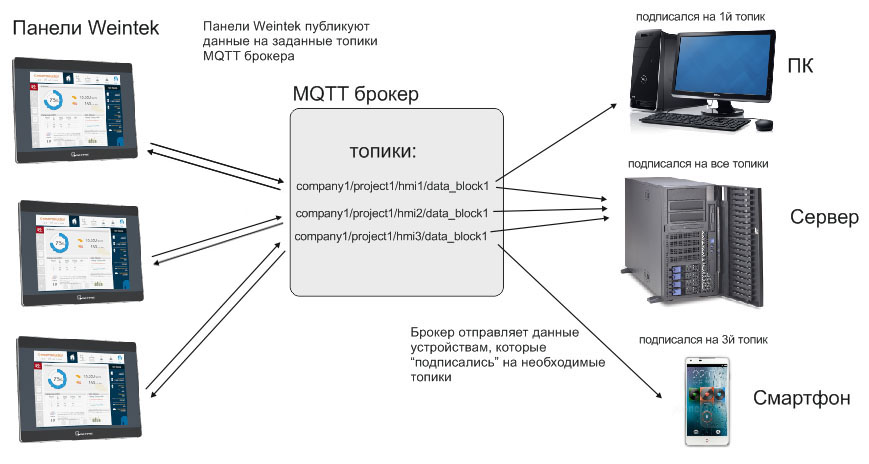 Панели Weintek
Панели Weintek публикуют
данные на заданные топики
MQTT брокера
подписался на 1й топик
ПК
MQTT брокер
топики:
company1/project1/hmi1/data_block1
company1/project1/hmi2/data_block1
company1/project1/hmi3/data_block1
подписался на все топики
Сервер
Брокер отправляет данные
устройствам, которые
“подписались” на необходимые
топики
подписался на 3й топик
Смартфон